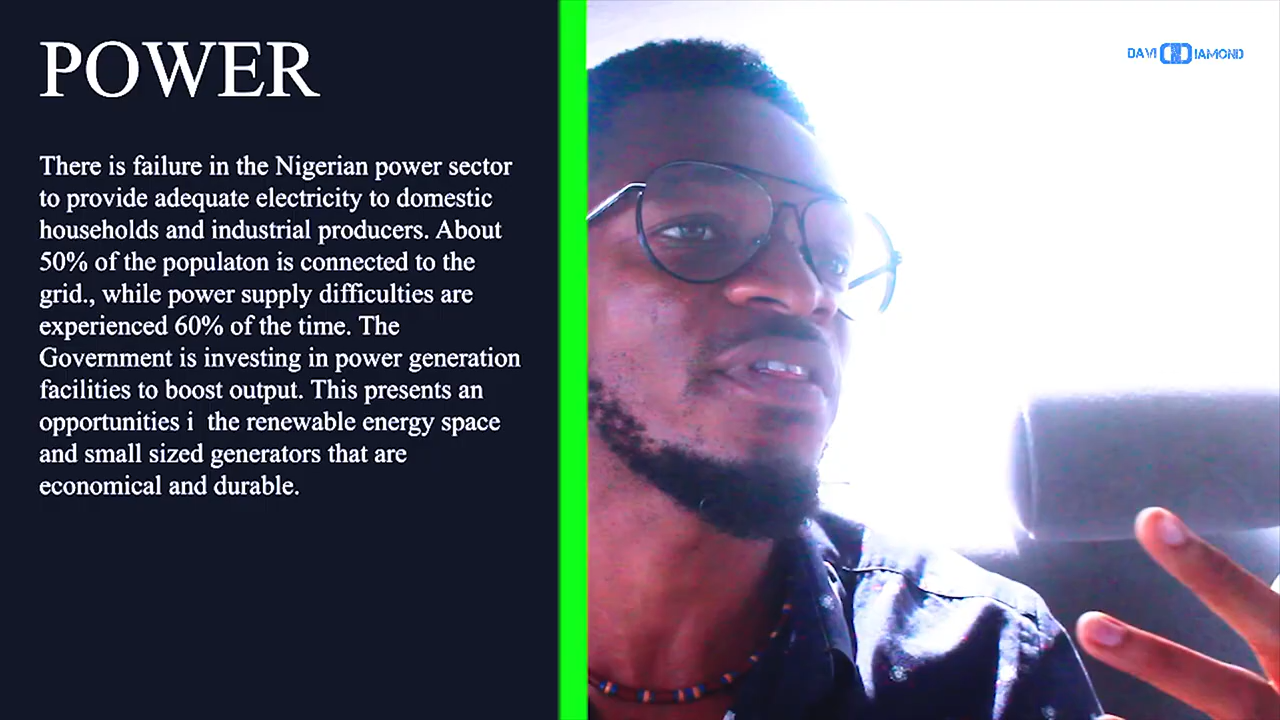 POWER
There is failure in the Nigerian power sector
to provide adequate electricity to domestic
households and industrial producers. About
50% of the populaton is connected to the
grid., while power supply difficulties are
experienced 60% of the time. The
Government is investing in power generation
facilities to boost output. This presents an
opportunities i  the renewable energy space
and small sized generators that are
economical and durable.
DAVI DD IAMOND